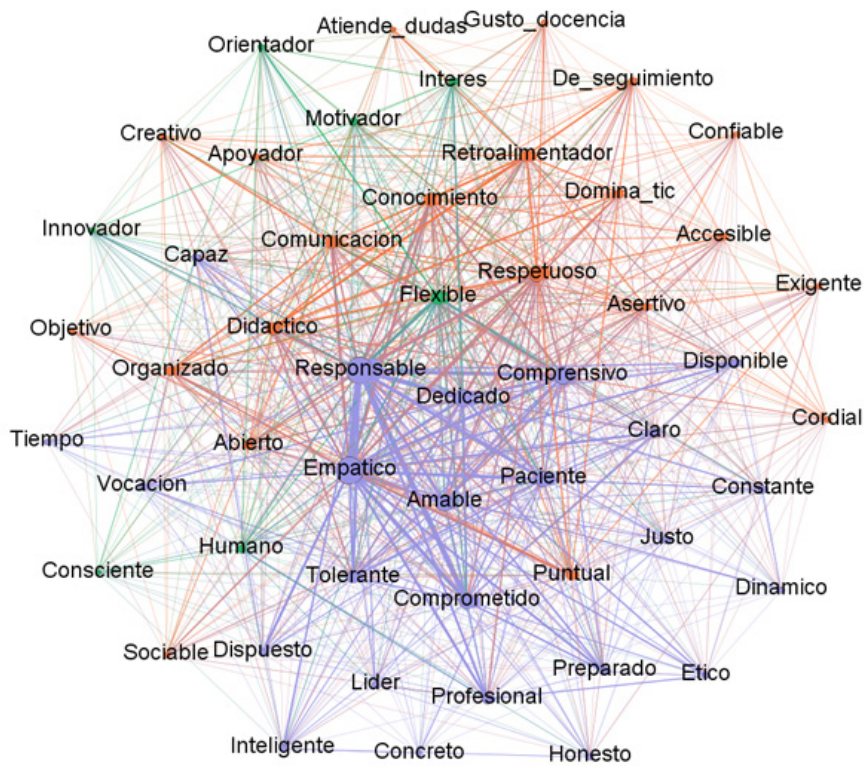 Atiende_dudas
Gusto_docencia
Orientador
Interes
De_seguimiento
Motivador
Creativo
Confiable
Apoyador
Retroalimentador
Conocimiento
Domina_tic
Innovador
Comunicacion
Accesible
Capaz
Respetuoso
Exigente
Flexible
Asertivo
Objetivo
Didactico
Organizado
Responsable
Comprensivo
Disponible
Dedicado
Cordial
Tiempo
Abierto
Claro
Empatico
Vocacion
Paciente
Constante
Amable
Justo
Humano
Consciente
Tolerante
Puntual
Dinamico
Comprometido
Sociable
Dispuesto
Preparado
Etico
Lider
Profesional
Inteligente
Concreto
Honesto